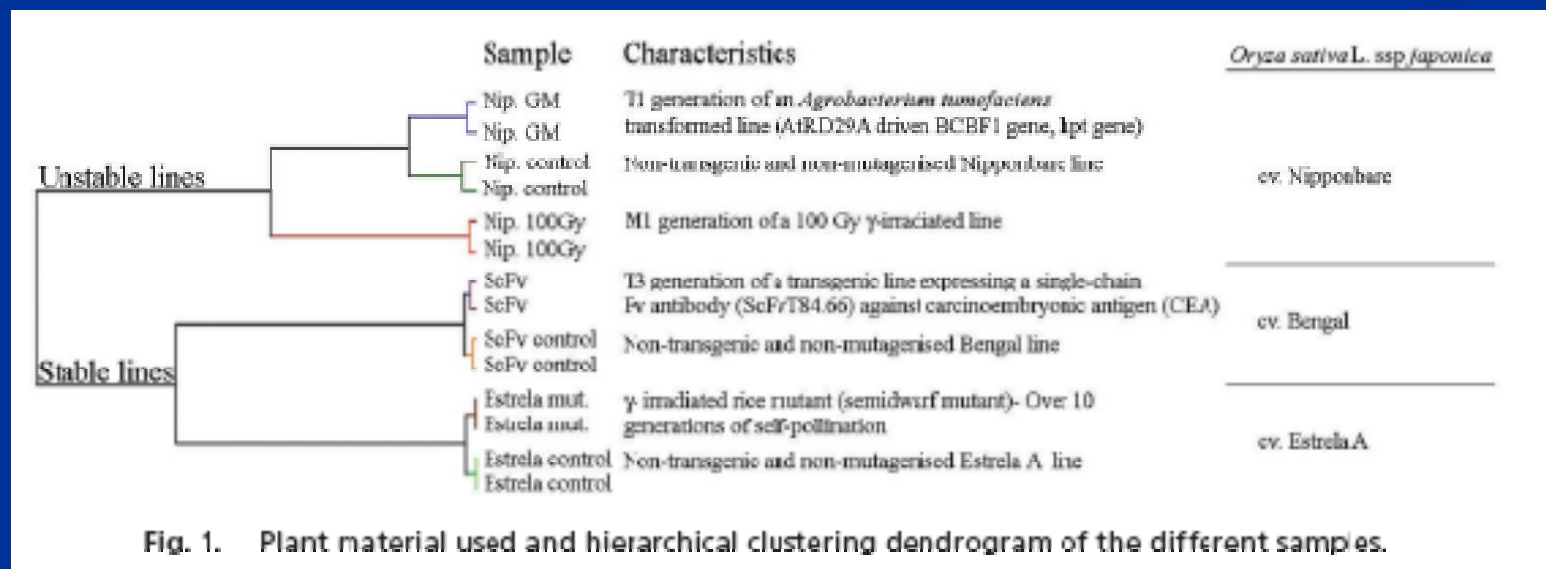 Sample Characteristics Oryza sativa L. ssp japonica
Nip. GM T1 generation of an Agrobacterium tumefaciens
Nip. GM transformed line (AtRD29A driven BCBF1 gene, hpt gene)
Nip. control Non-transgenic and non-mutagenised Nipponbare line
Unstable lines cv. Nipponbare
Nip. control
Nip. 100Gy M1 generation of a 100 Gy γ-irraciated line
Nip. 100Gy
ScFv T3 generation of a transgenic line expressing a single-chain
ScFv Fv antibody (ScFvT84.66) against carcinoembryonic antigen (CEA)
cv. Bengal
ScFv control Non-transgenic and non-mutagenised Bengal line
ScFv control
Stable lines
Estrela mut. γ- irradiated rice mutant (semidwarf mutant)- Over 10
Estrela mut. generations of self-pollination
cv. Estrela A
Estrela control Non-transgenic and non-mutagenised Estrela A line
Estrela control
Fig. 1. Plant material used and hierarchical clustering dendrogram of the different samples.